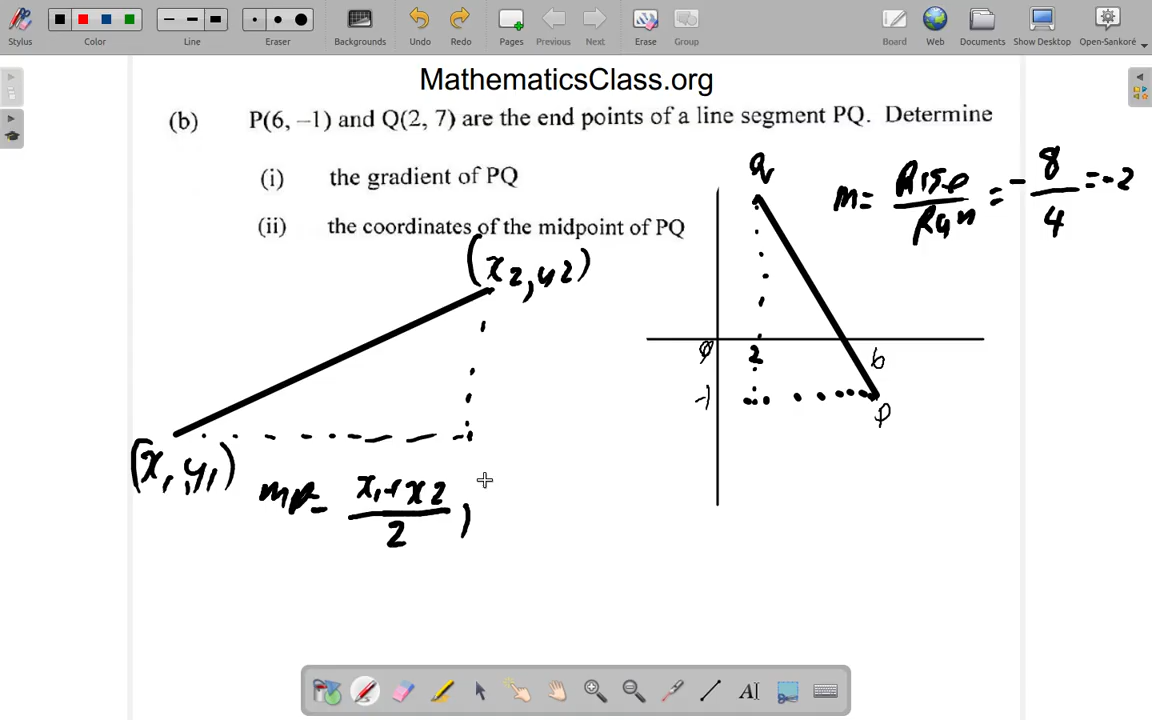 Stylus Color Line Eraser Backgrounds Undo Redo Pages Previous Next Erase Group Board Web Documents Show Desktop Open-Sankoré
MathematicsClass.org
(b) P(6, –1) and Q(2, 7) are the end points of a line segment PQ. Determine
(i) the gradient of PQ
(ii) the coordinates of the midpoint of PQ
Q
m = Rise / Run = - 8 / 4 = -2
(x2, y2)
0 2 6
-1
P
(x1, y1)
mp = x1 + x2 / 2 ,
AI